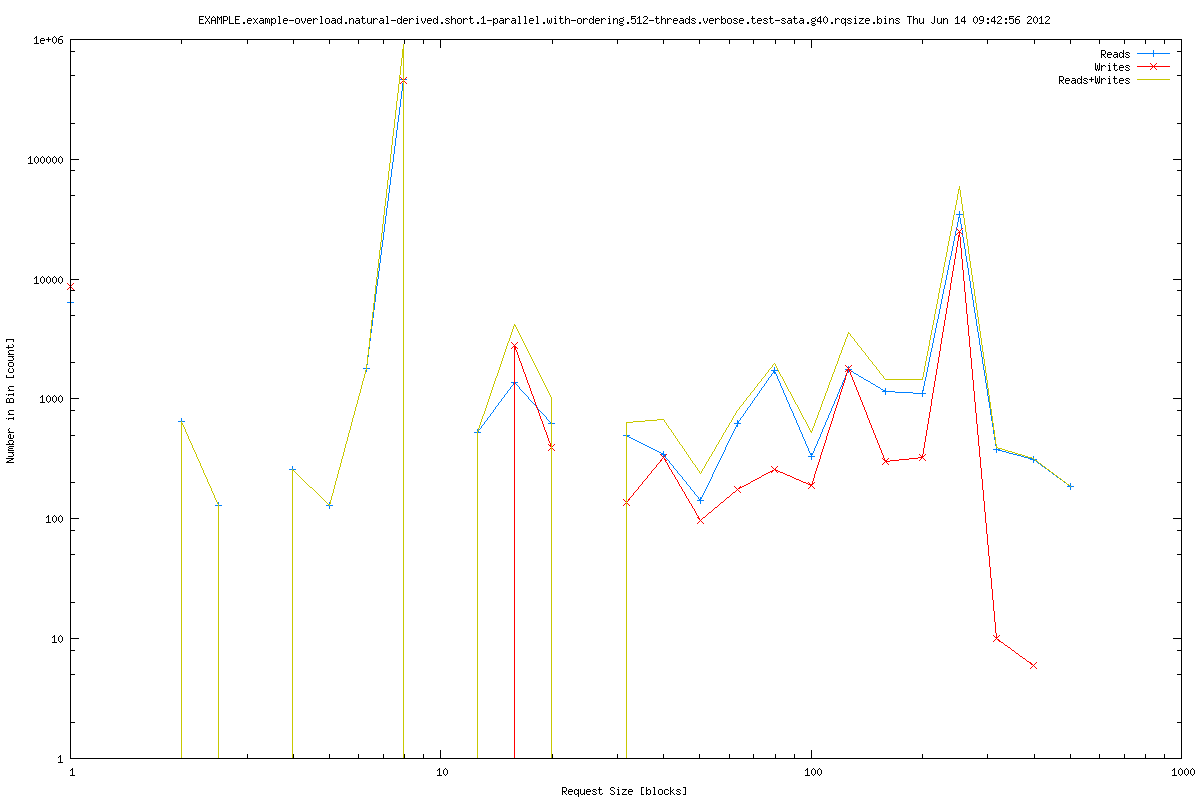 EXAMPLE.example-overload.natural-derived.short.1-parallel.with-ordering.512-threads.verbose.test-sata.g40.rqsize.bins Thu Jun 14 09:42:56 2012
1e+06
100000
10000
1000
100
10
1
Number in Bin [count]
Reads
Writes
Reads+Writes
1 10 100 1000
Request Size [blocks]